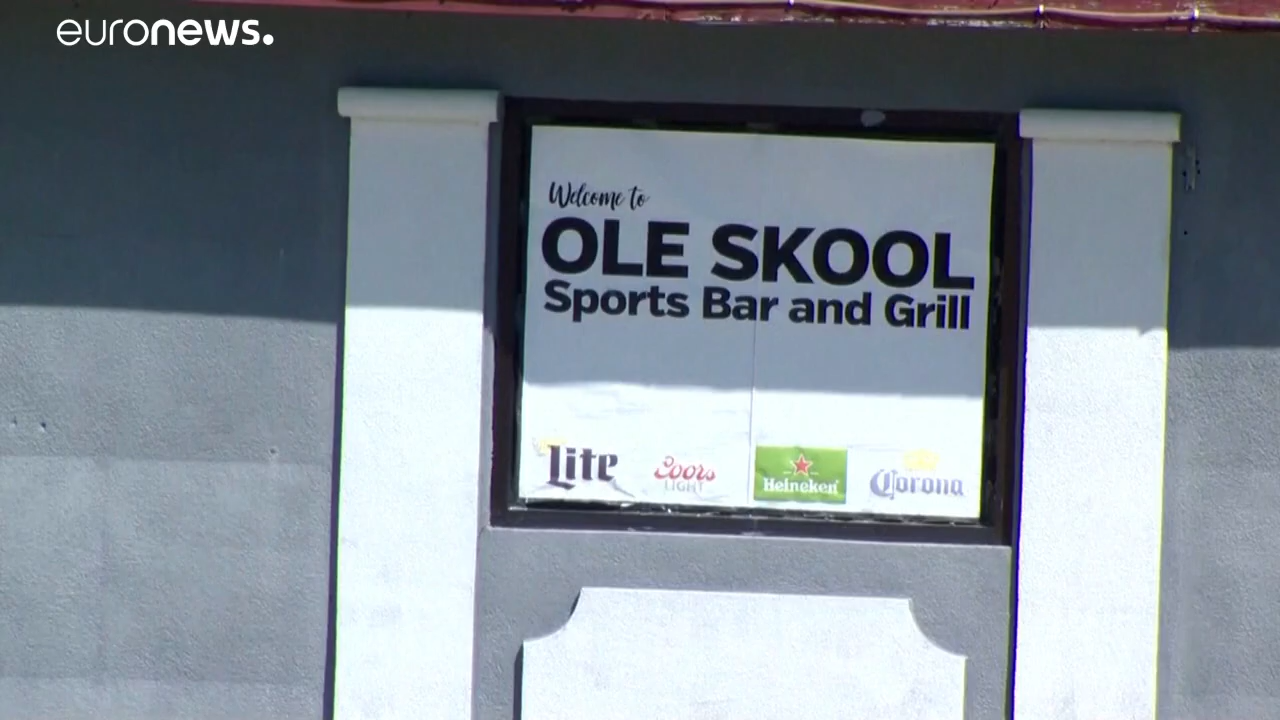 euronews.
Welcome to
OLE SKOOL
Sports Bar and Grill
Lite
Coors
LIGHT
Heineken
Corona